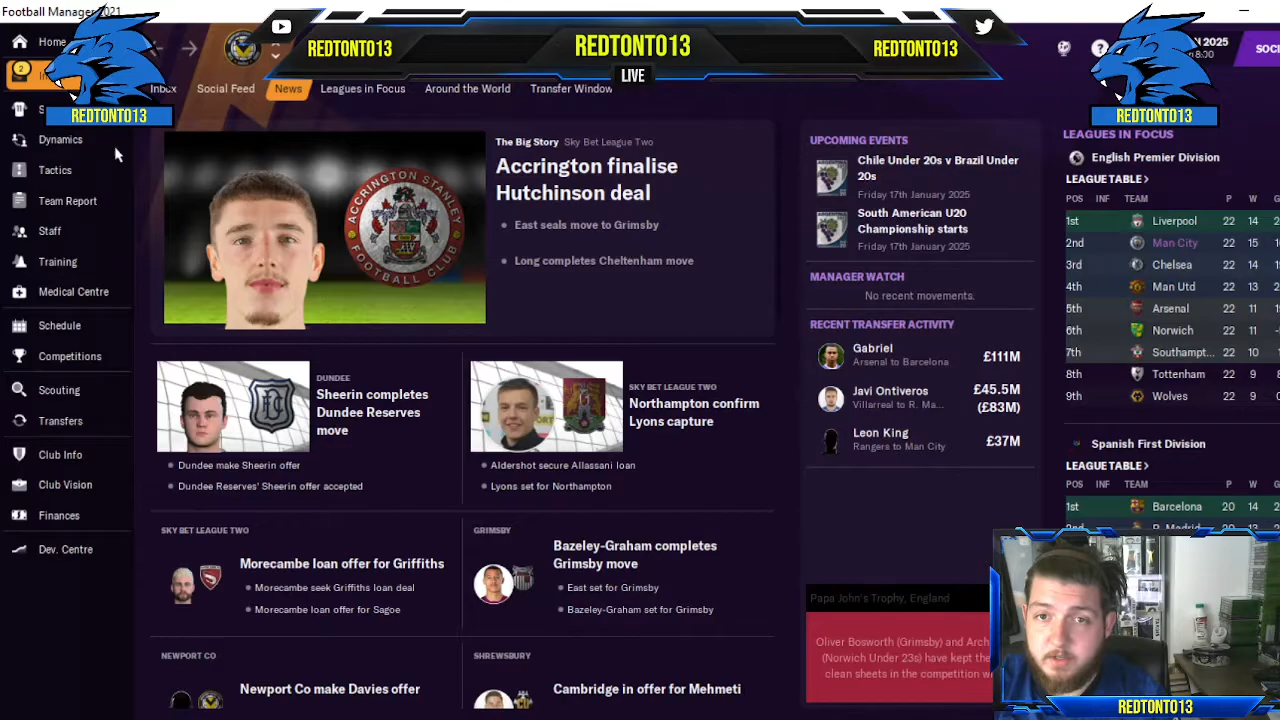 Football Manager 2021
REDTONTO13
REDTONTO13
REDTONTO13
LIVE
REDTONTO13
REDTONTO13
Home
2
Inbox
Social Feed
News
Leagues in Focus
Around the World
Transfer Window
N 2025
8:00
SOCI
Dynamics
Tactics
Team Report
Staff
Training
Medical Centre
Schedule
Competitions
Scouting
Transfers
Club Info
Club Vision
Finances
Dev. Centre
The Big Story Sky Bet League Two
Accrington finalise
Hutchinson deal
East seals move to Grimsby
Long completes Cheltenham move
ACCRINGTON STANLEY
FOOTBALL CLUB
DUNDEE
Sheerin completes
Dundee Reserves
move
Dundee make Sheerin offer
Dundee Reserves' Sheerin offer accepted
SKY BET LEAGUE TWO
Northampton confirm
Lyons capture
Aldershot secure Allassani loan
Lyons set for Northampton
SKY BET LEAGUE TWO
Morecambe loan offer for Griffiths
Morecambe seek Griffiths loan deal
Morecambe loan offer for Sagoe
GRIMSBY
Bazeley-Graham completes
Grimsby move
East set for Grimsby
Bazeley-Graham set for Grimsby
NEWPORT CO
Newport Co make Davies offer
SHREWSBURY
Cambridge in offer for Mehmeti
UPCOMING EVENTS
Chile Under 20s v Brazil Under
20s
Friday 17th January 2025
South American U20
Championship starts
Friday 17th January 2025
MANAGER WATCH
No recent movements.
RECENT TRANSFER ACTIVITY
Gabriel
Arsenal to Barcelona
£111M
Javi Ontiveros
Villarreal to R. Ma...
£45.5M
(£83M)
Leon King
Rangers to Man City
£37M
Papa John's Trophy, England
Oliver Bosworth (Grimsby) and Arch
(Norwich Under 23s) have kept the
clean sheets in the competition w
LEAGUES IN FOCUS
English Premier Division
LEAGUE TABLE >
POS INF TEAM P W G
1st Liverpool 22 14 2
2nd Man City 22 15
3rd Chelsea 22 14
4th Man Utd 22 13 2
5th Arsenal 22 11
6th Norwich 22 11
7th Southampt... 22 10
8th Tottenham 22 9
9th Wolves 22 9
Spanish First Division
LEAGUE TABLE >
POS INF TEAM P W G
1st Barcelona 20 14
2nd R. Madrid
REDTONTO13